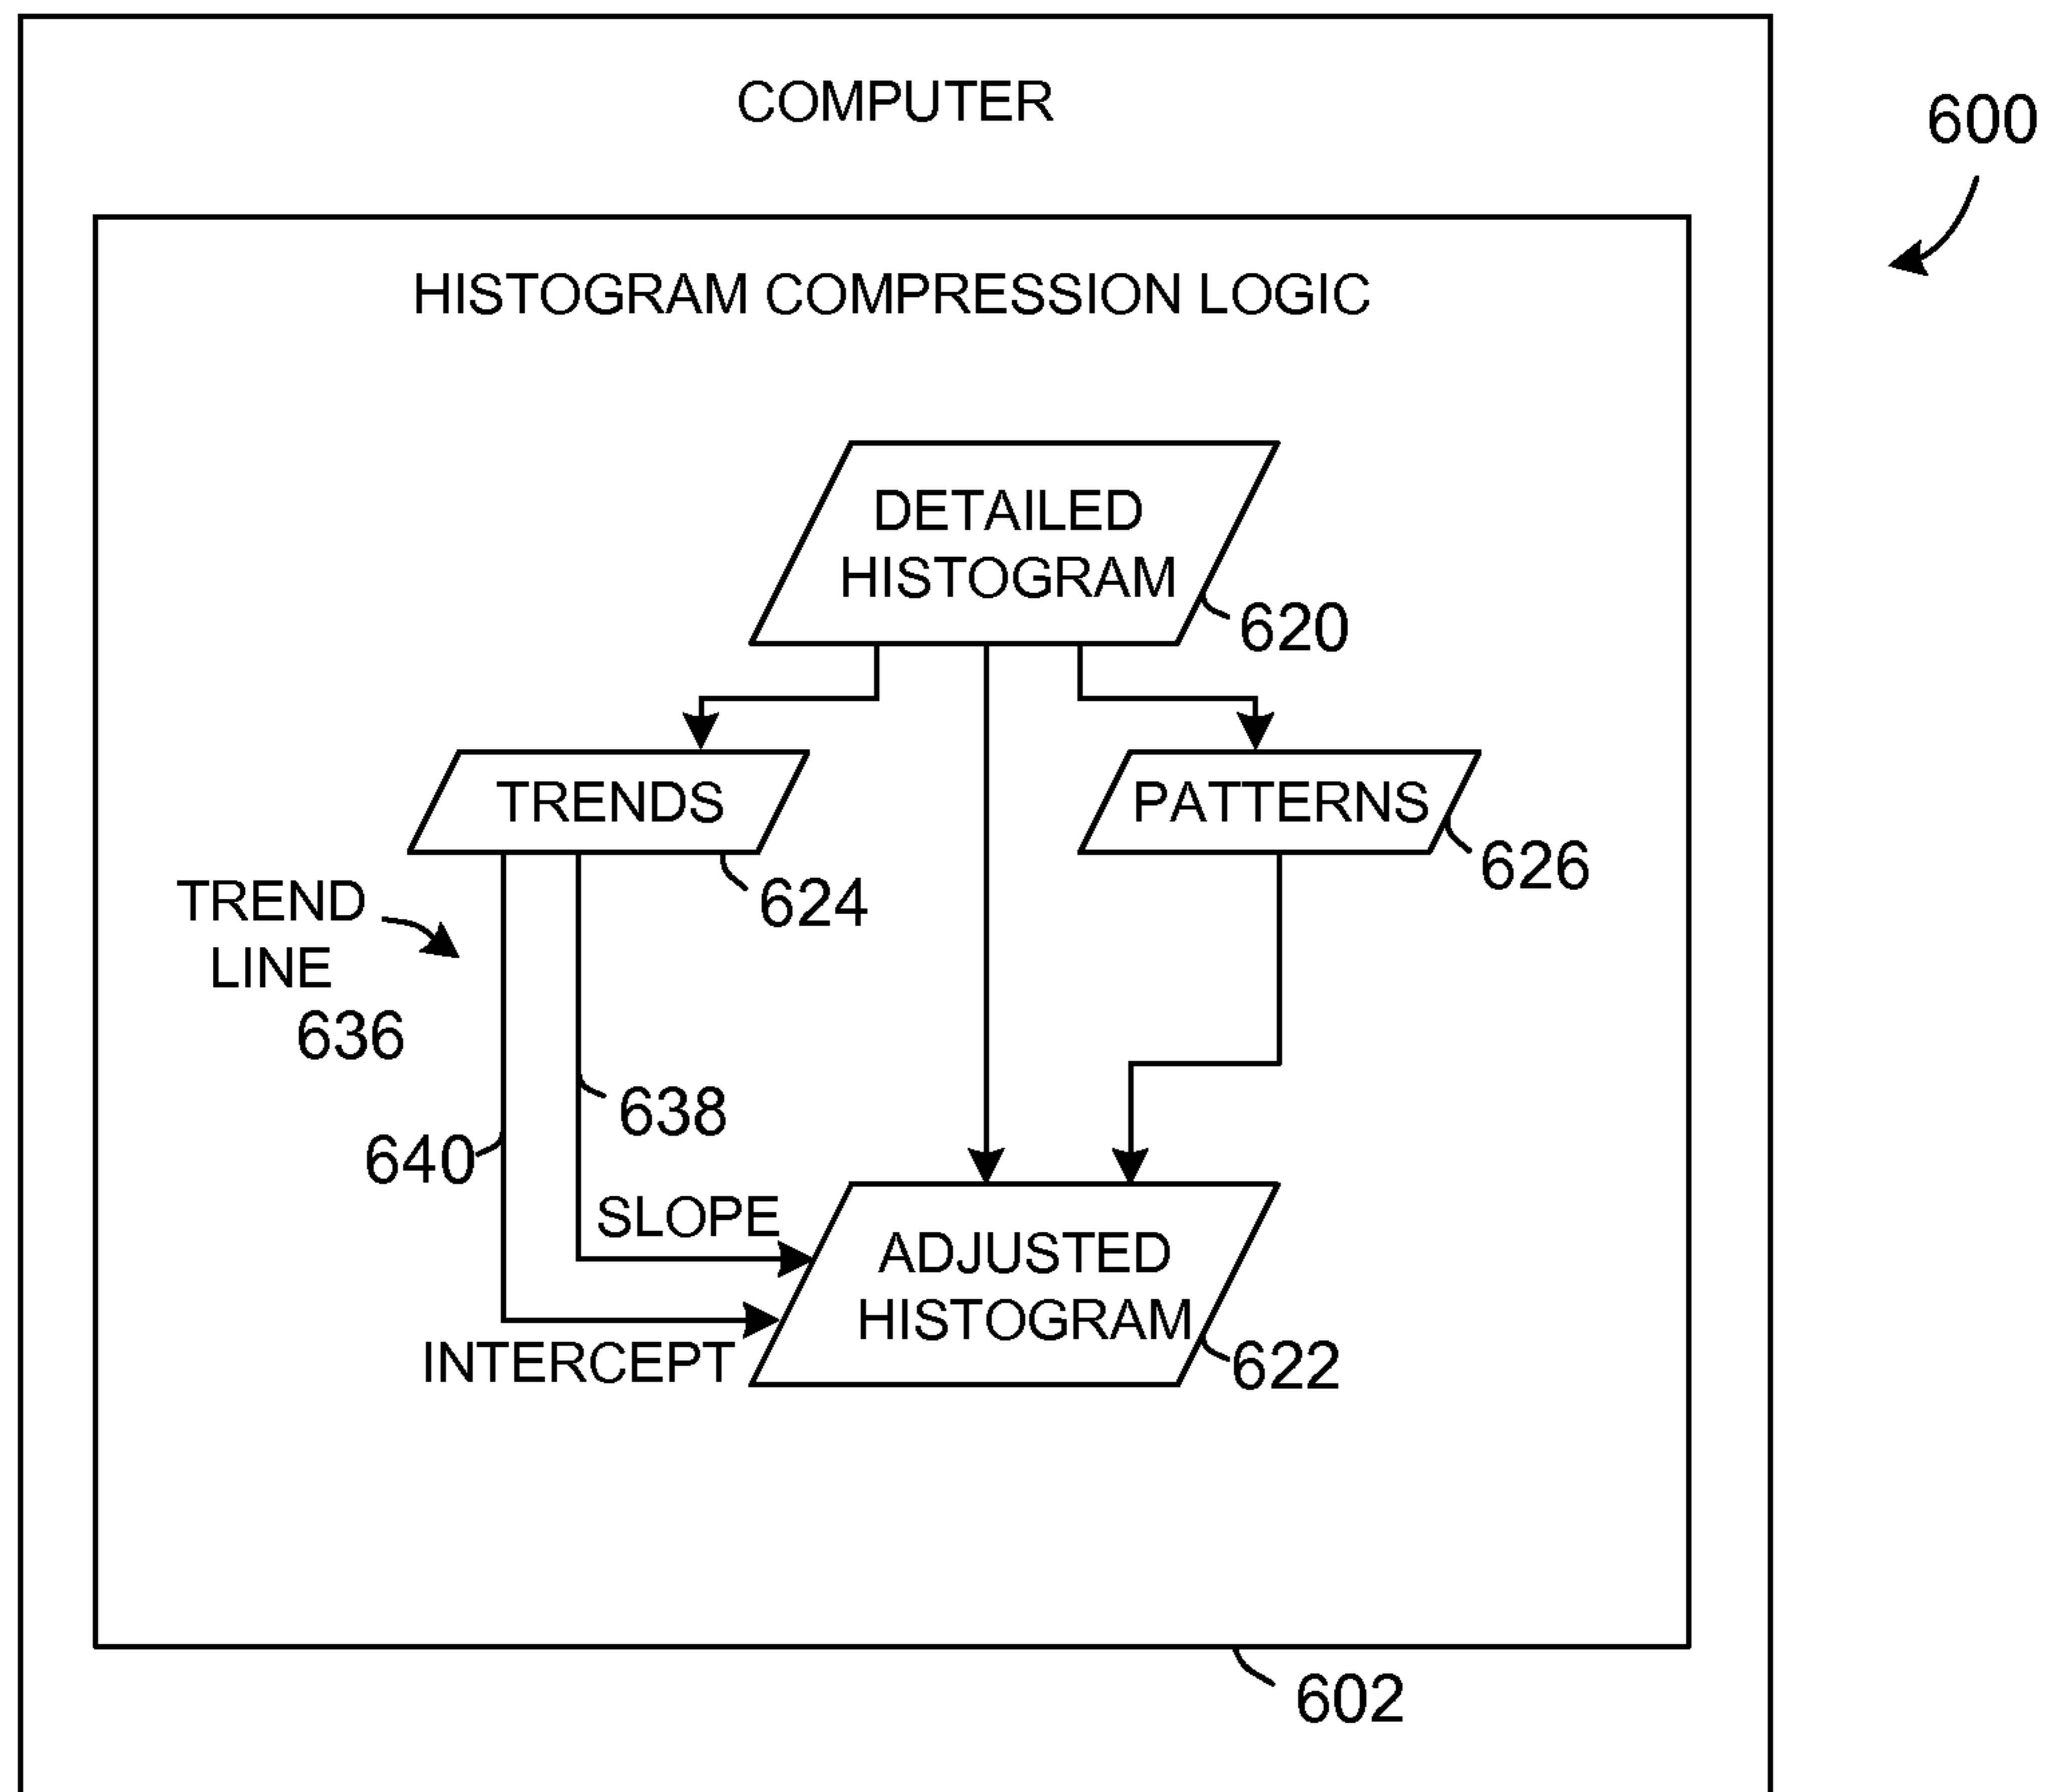 COMPUTER
600
HISTOGRAM COMPRESSION LOGIC
DETAILED
HISTOGRAM
620
TRENDS
PATTERNS
624
626
TREND
LINE
636
638
640
SLOPE
ADJUSTED
HISTOGRAM
INTERCEPT
622
602